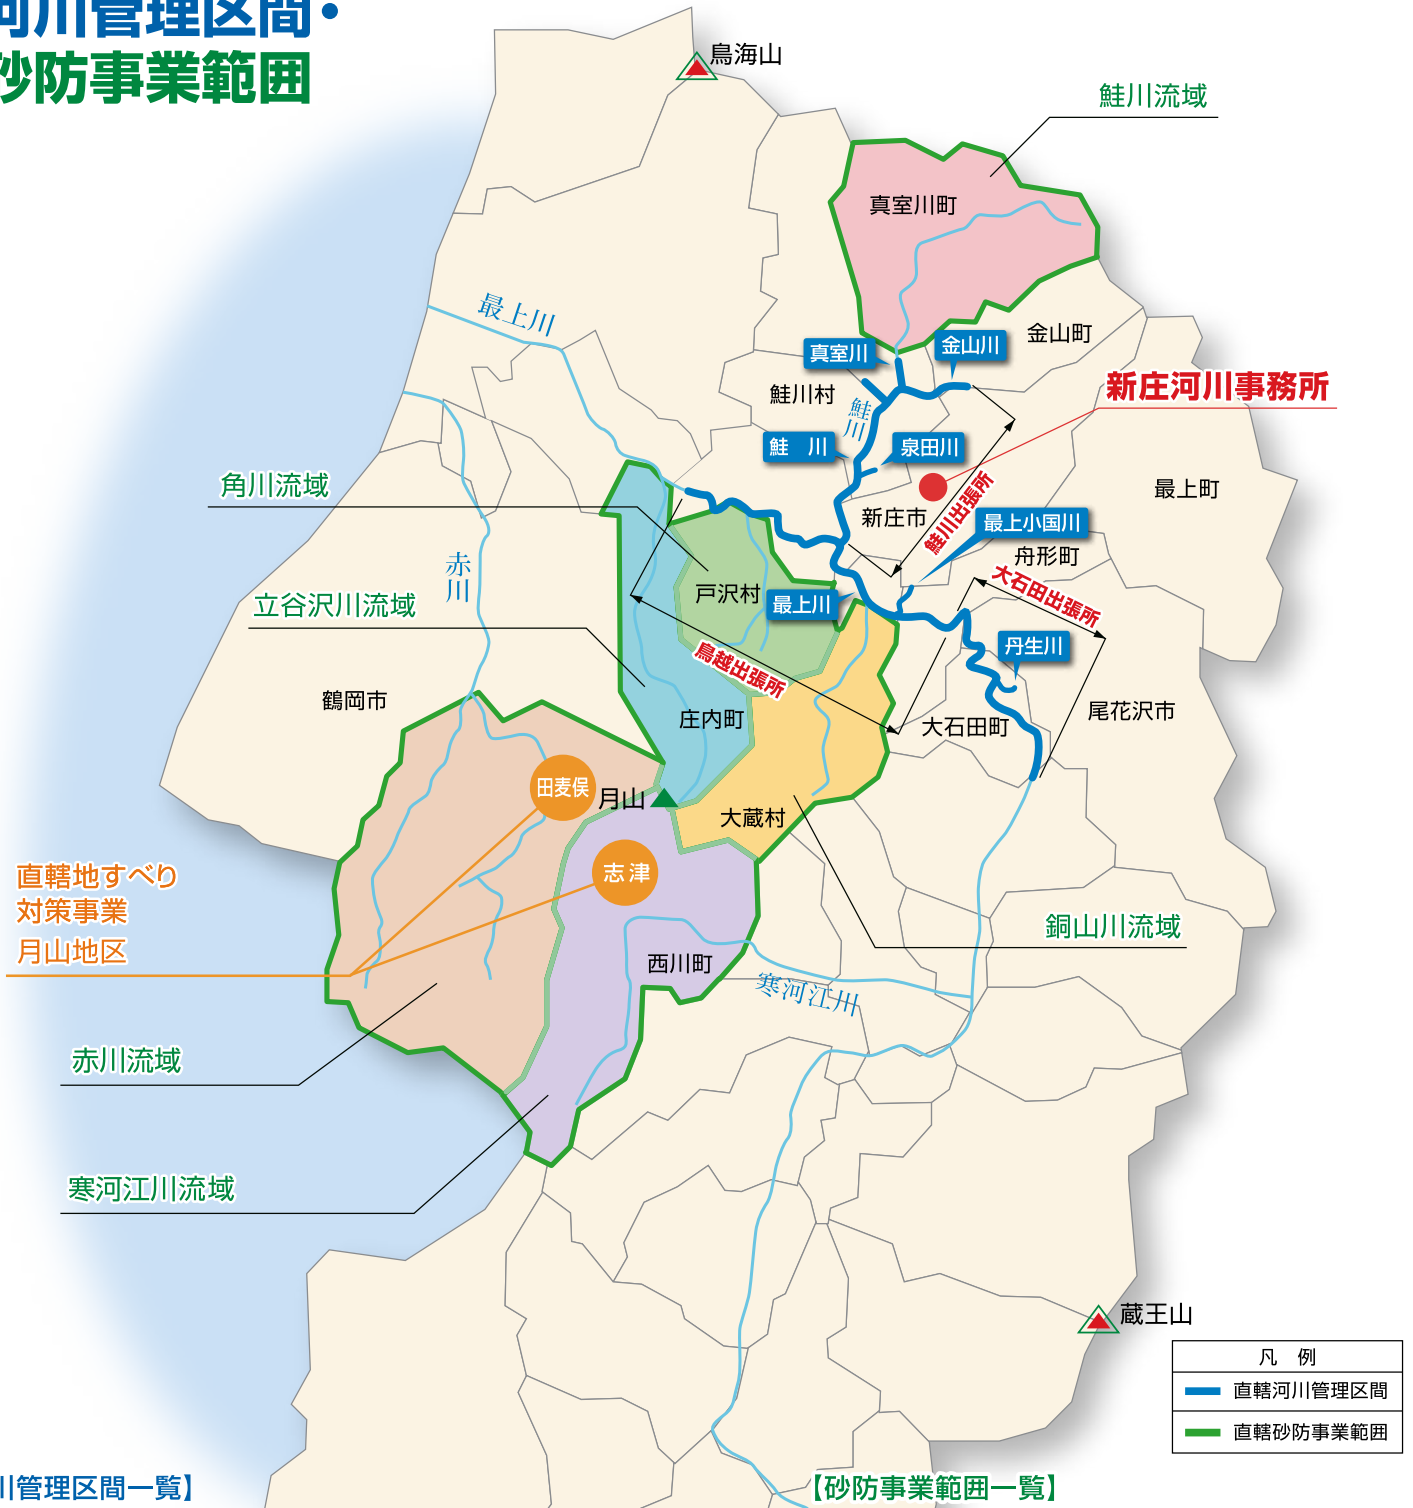 河川管理区間・
砂防事業範囲
鳥海山
鮭川流域
真室川町
最上川
金山町
真室川
金山川
鮭川村
鮭川
新庄河川事務所
鮭　川
泉田川
角川流域
最上町
新庄市
鮭川出張所
最上小国川
舟形町
大石田出張所
赤川
戸沢村
最上川
立谷沢川流域
丹生川
鳥越出張所
鶴岡市
庄内町
大石田町
尾花沢市
田麦俣
月山
大蔵村
志津
直轄地すべり
対策事業
月山地区
銅山川流域
西川町
寒河江川
赤川流域
寒河江川流域
蔵王山
凡　例
直轄河川管理区間
直轄砂防事業範囲
川管理区間一覧】
【砂防事業範囲一覧】